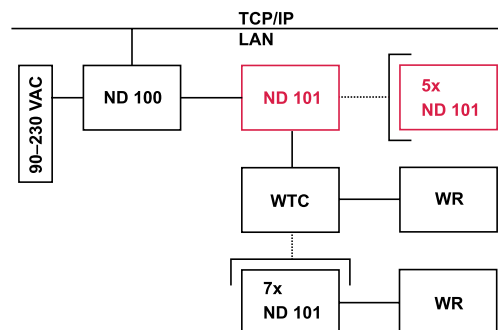 TCP/IP
LAN
90–230 VAC
ND 100
ND 101
5x
ND 101
WTC
WR
7x
ND 101
WR